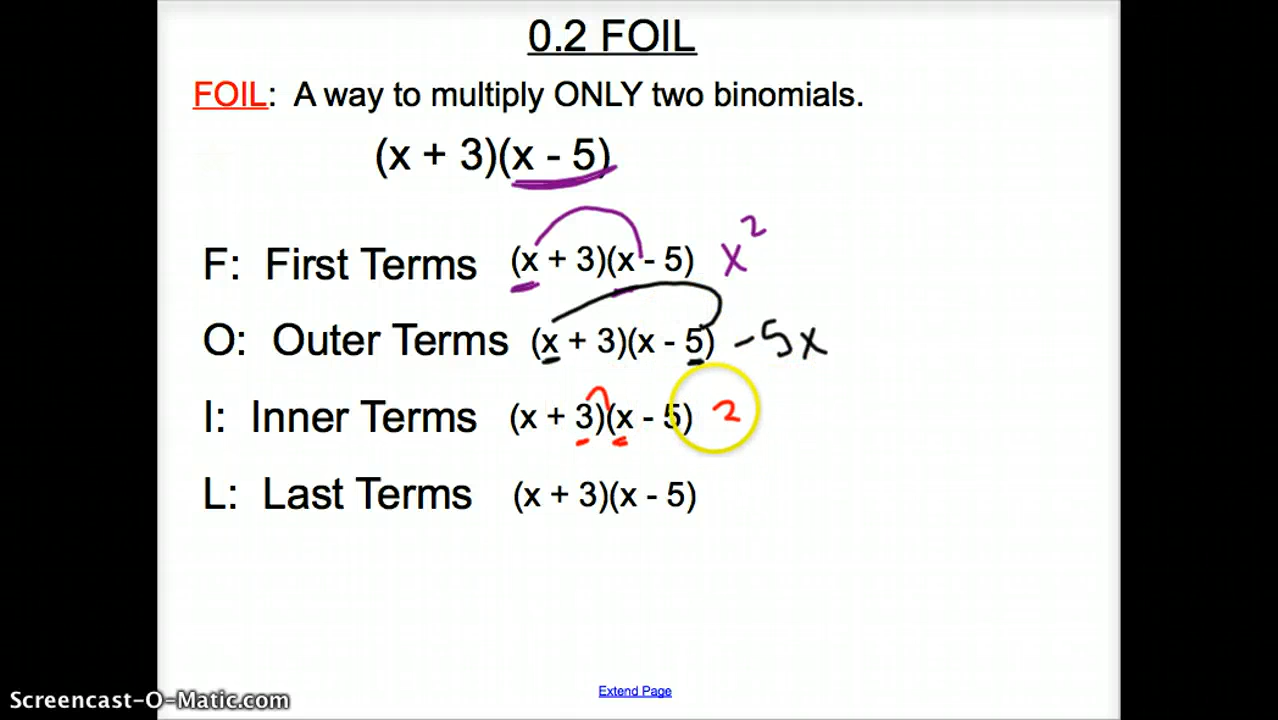 0.2 FOIL
FOIL: A way to multiply ONLY two binomials.
(x + 3)(x - 5)
F: First Terms (x + 3)(x - 5) x²
O: Outer Terms (x + 3)(x - 5) -5x
I: Inner Terms (x + 3)(x - 5)
L: Last Terms (x + 3)(x - 5)
Extend Page
Screencast-O-Matic.com